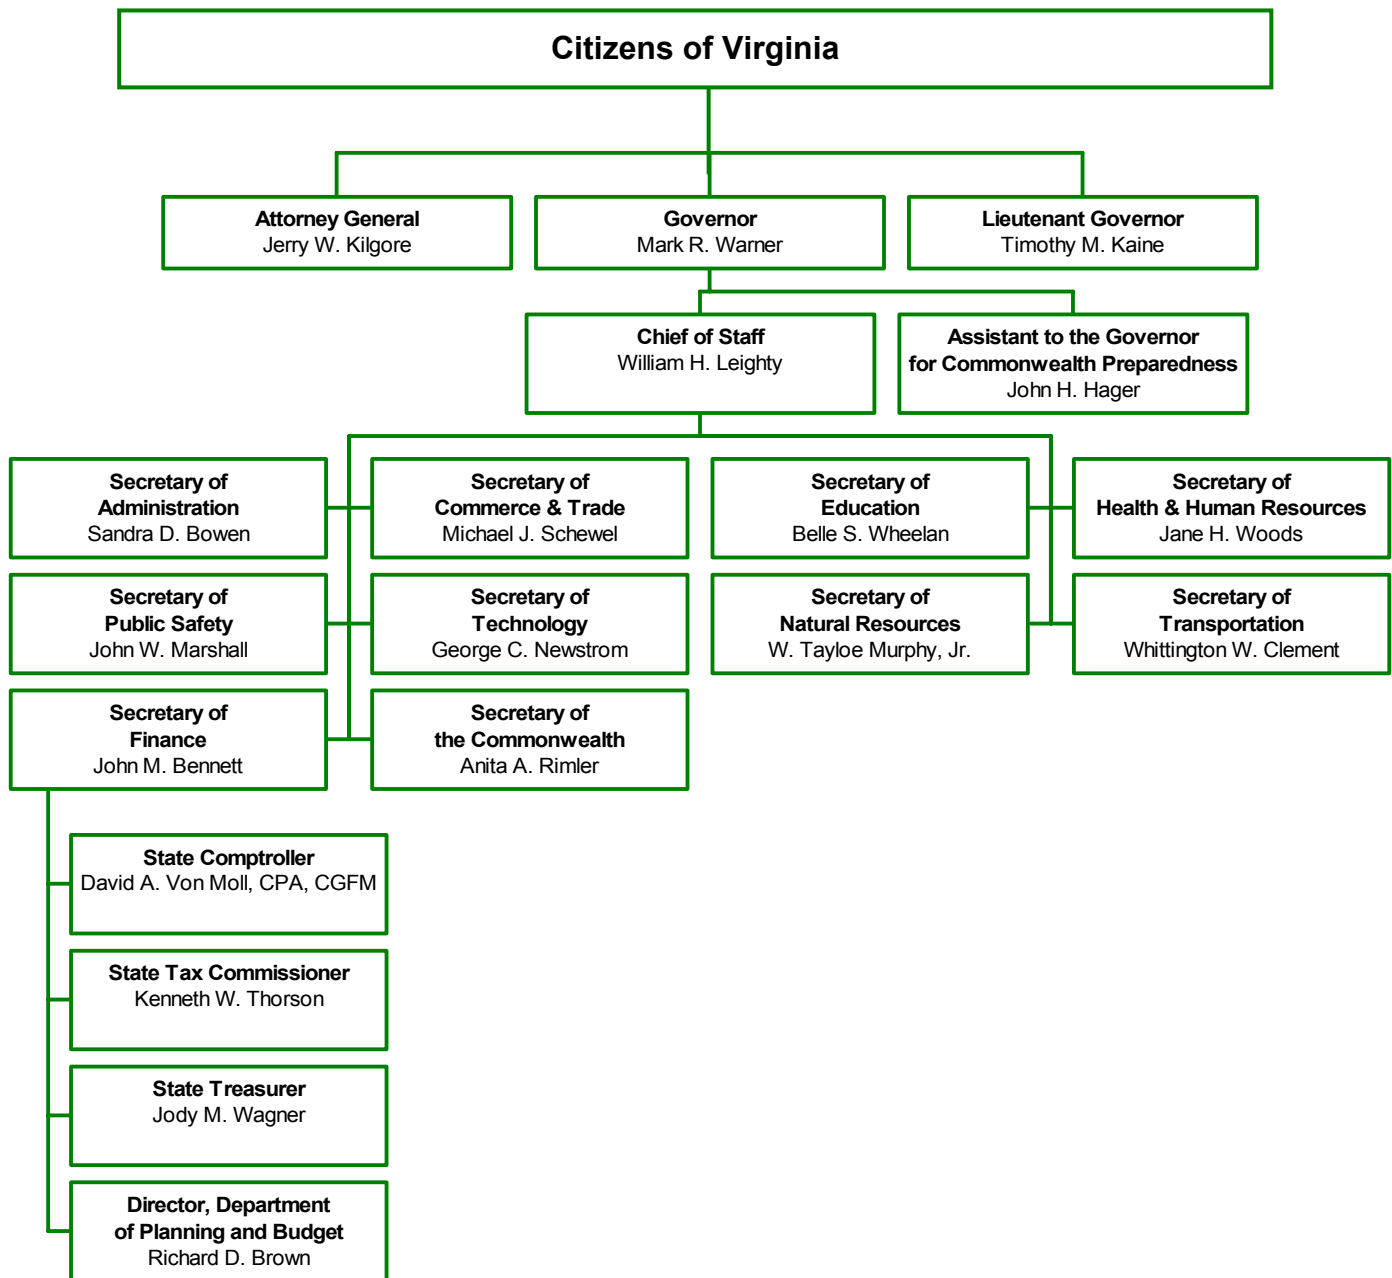 Citizens of Virginia
Attorney General
Jerry W. Kilgore
Governor
Mark R. Warner
Lieutenant Governor
Timothy M. Kaine
Chief of Staff
William H. Leighty
Assistant to the Governor
for Commonwealth Preparedness
John H. Hager
Secretary of
Administration
Sandra D. Bowen
Secretary of
Commerce & Trade
Michael J. Schewel
Secretary of
Education
Belle S. Wheelan
Secretary of
Health & Human Resources
Jane H. Woods
Secretary of
Public Safety
John W. Marshall
Secretary of
Technology
George C. Newstrom
Secretary of
Natural Resources
W. Tayloe Murphy, Jr.
Secretary of
Transportation
Whittington W. Clement
Secretary of
Finance
John M. Bennett
Secretary of
the Commonwealth
Anita A. Rimler
State Comptroller
David A. Von Moll, CPA, CGFM
State Tax Commissioner
Kenneth W. Thorson
State Treasurer
Jody M. Wagner
Director, Department
of Planning and Budget
Richard D. Brown